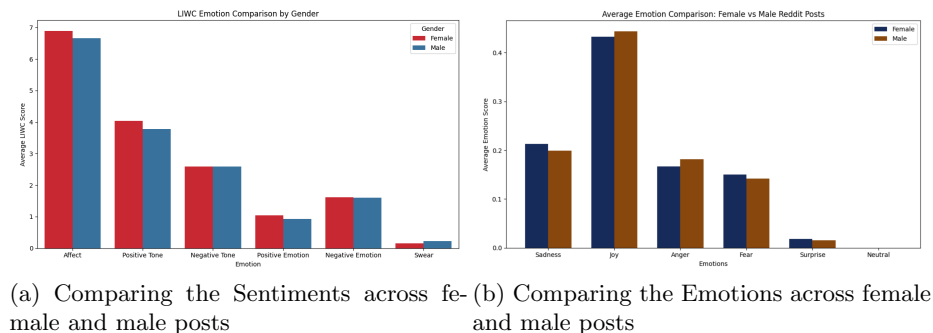 LIWC Emotion Comparison by Gender
Gender
Female
Male
7
6
5
4
3
2
1
0
Average LIWC Score
Affect
Positive Tone
Negative Tone
Positive Emotion
Negative Emotion
Swear
Emotion
Average Emotion Comparison: Female vs Male Reddit Posts
Female
Male
0.4
0.3
0.2
0.1
0.0
Average Emotion Score
Sadness
Joy
Anger
Fear
Surprise
Neutral
Emotions
(a) Comparing the Sentiments across fe-
male and male posts
(b) Comparing the Emotions across female
and male posts